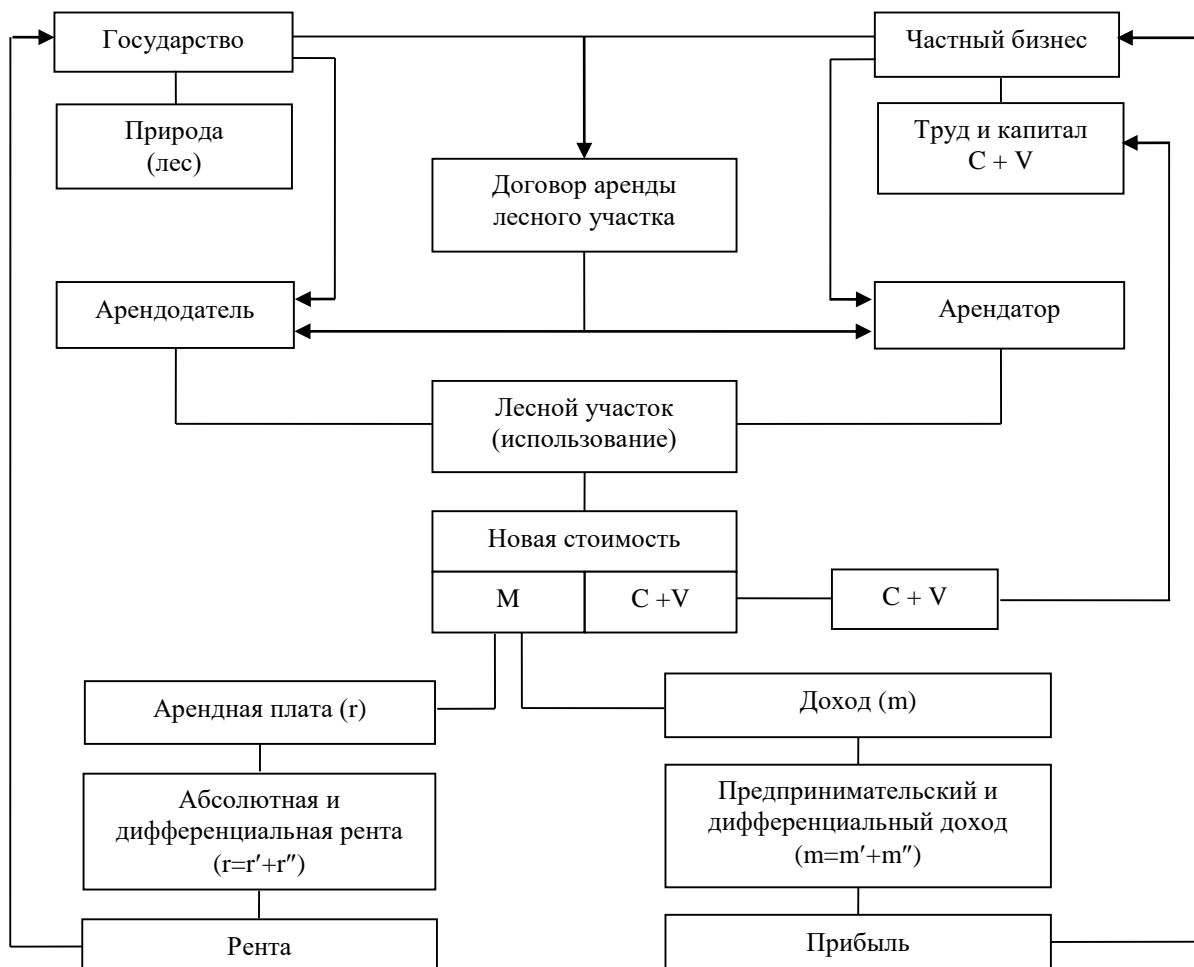 Государство
Частный бизнес
Природа
(лес)
Труд и капитал
C + V
Договор аренды
лесного участка
Арендодатель
Арендатор
Лесной участок
(использование)
Новая стоимость
M
C +V
C + V
Арендная плата (r)
Доход (m)
Абсолютная и
дифференциальная рента
(r=r′+r″)
Предпринимательский и
дифференциальный доход
(m=m′+m″)
Рента
Прибыль